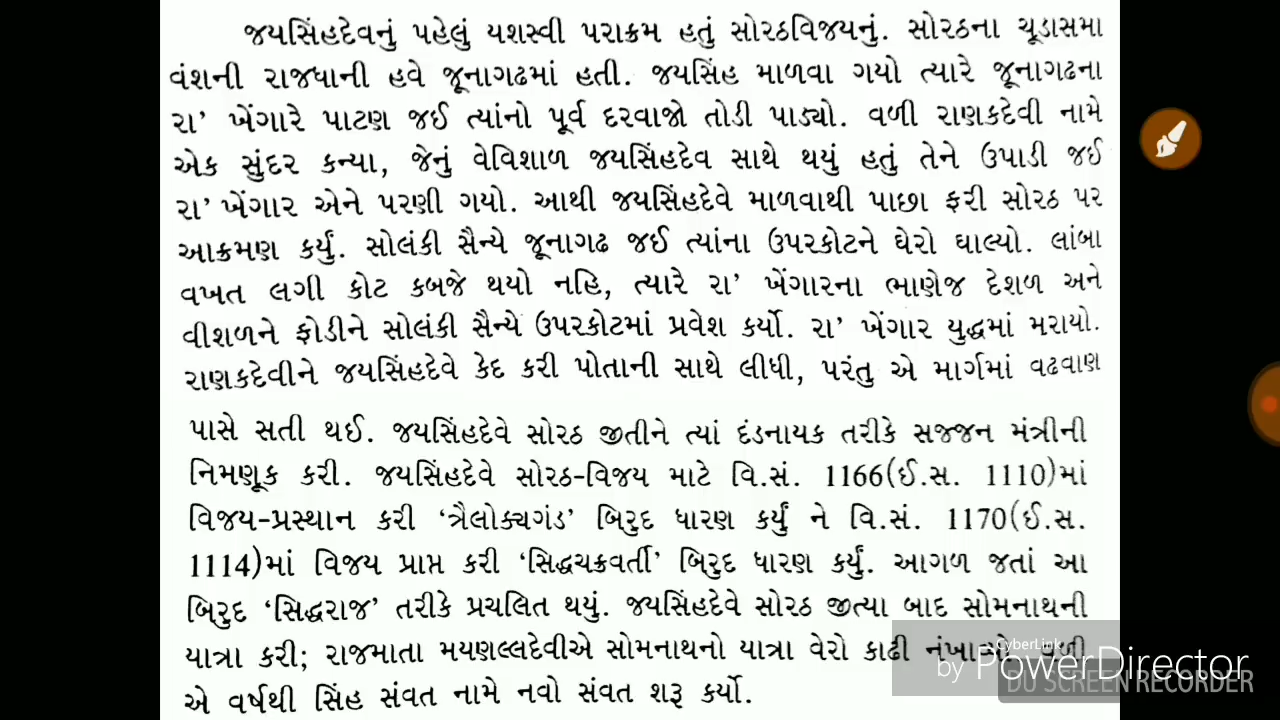 જયસિંહદેવનું પહેલું યશસ્વી પરાક્રમ હતું સોરઠવિજયનું. સોરઠના ચૂડાસમા
વંશની રાજધાની હવે જૂનાગઢમાં હતી. જયસિંહ માળવા ગયો ત્યારે જૂનાગઢના
રા' ખેંગારે પાટણ જઈ ત્યાંનો પૂર્વ દરવાજો તોડી પાડ્યો. વળી રાણકદેવી નામે
એક સુંદર કન્યા, જેનું વેવિશાળ જયસિંહદેવ સાથે થયું હતું તેને ઉપાડી જઈ
રા' ખેંગાર એને પરણી ગયો. આથી જયસિંહદેવે માળવાથી પાછા ફરી સોરઠ પર
આક્રમણ કર્યું. સોલંકી સૈન્યે જૂનાગઢ જઈ ત્યાંના ઉપરકોટને ઘેરો ઘાલ્યો. લાંબા
વખત લગી કોટ કબજે થયો નહિ, ત્યારે રા' ખેંગારના ભાણેજ દેશળ અને
વીશળને ફોડીને સોલંકી સૈન્યે ઉપરકોટમાં પ્રવેશ કર્યો. રા' ખેંગાર યુદ્ધમાં મરાયો.
રાણકદેવીને જયસિંહદેવે કેદ કરી પોતાની સાથે લીધી, પરંતુ એ માર્ગમાં વઢવાણ
પાસે સતી થઈ. જયસિંહદેવે સોરઠ જીતીને ત્યાં દંડનાયક તરીકે સજ્જન મંત્રીની
નિમણૂક કરી. જયસિંહદેવે સોરઠ-વિજય માટે વિ.સં. 1166(ઈ.સ. 1110)માં
વિજય-પ્રસ્થાન કરી 'ત્રૈલોક્યગંડ' બિરુદ ધારણ કર્યું ને વિ.સં. 1170(ઈ.સ.
1114)માં વિજય પ્રાપ્ત કરી 'સિદ્ધચક્રવર્તી' બિરુદ ધારણ કર્યું. આગળ જતાં આ
બિરુદ 'સિદ્ધરાજ' તરીકે પ્રચલિત થયું. જયસિંહદેવે સોરઠ જીત્યા બાદ સોમનાથની
યાત્રા કરી; રાજમાતા મયણલ્લદેવીએ સોમનાથનો યાત્રા વેરો કાઢી
એ વર્ષથી સિંહ સંવત નામે નવો સંવત શરૂ કર્યો.
CyberLink
by PowerDirector
DU SCREEN RECORDER